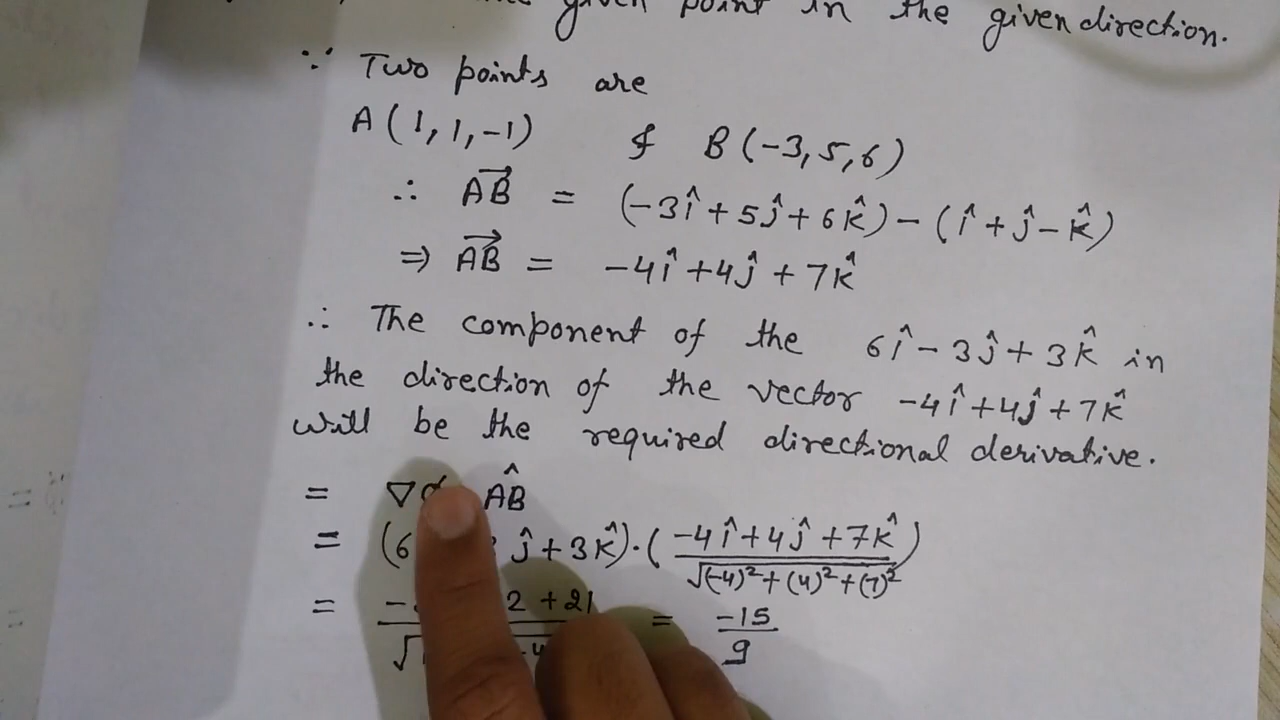 given point in the given direction.
∵ Two points are
A(1,1,-1) & B(-3,5,6)
∴ →AB = (-3î+5ĵ+6k̂)-(î+ĵ-k̂)
⇒ →AB = -4î+4ĵ+7k̂
∴ The component of the 6î-3ĵ+3k̂ in
the direction of the vector -4î+4ĵ+7k̂
will be the required directional derivative.
= ∇ ÂB
= (6 ĵ+3k̂)·(-4î+4ĵ+7k̂/√(-4)²+(4)²+(7)²)
= - 2+21/√ = -15/9